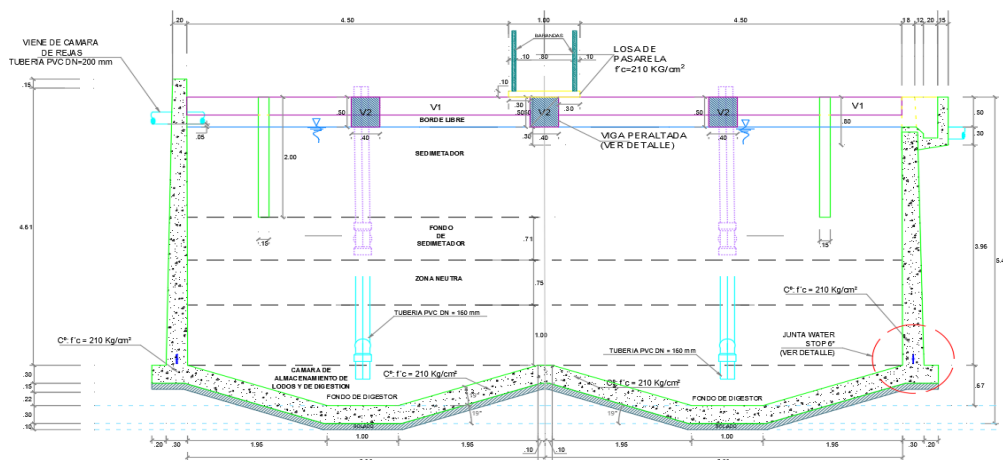 .20
4.50
1.00
4.50
.18
.12
.20
.15
VIENE DE CAMARA
DE REJAS
TUBERIA PVC DN=200 mm
BARANDAS
.10
.80
.10
LOSA DE
PASARELA
f'c=210 KG/cm²
.15
.10
.30
.30
V1
V2
V2
V2
V1
.50
.50
.50
.80
.50
.30
BORDE LIBRE
.40
.40
.40
.05
.30
VIGA PERALTADA
(VER DETALLE)
2.00
SEDIMETADOR
4.61
3.96
.15
.15
FONDO
DE
SEDIMETADOR
.71
ZONA NEUTRA
.75
C°: f'c = 210 Kg/cm²
TUBERIA PVC DN = 160 mm
1.00
JUNTA WATER
STOP 6"
(VER DETALLE)
C°: f'c = 210 Kg/cm²
TUBERIA PVC DN = 160 mm
CAMARA DE
ALMACENAMIENTO DE
LODOS Y DE DIGESTION
C°: f'c = 210 Kg/cm²
C°: f'c = 210 Kg/cm²
FONDO DE DIGESTOR
FONDO DE DIGESTOR
.30
.15
.22
.30
.10
.67
19°
19°
SOLADO
SOLADO
.20
.30
1.95
1.00
1.95
.10
.10
1.95
1.00
1.95
.30
.20